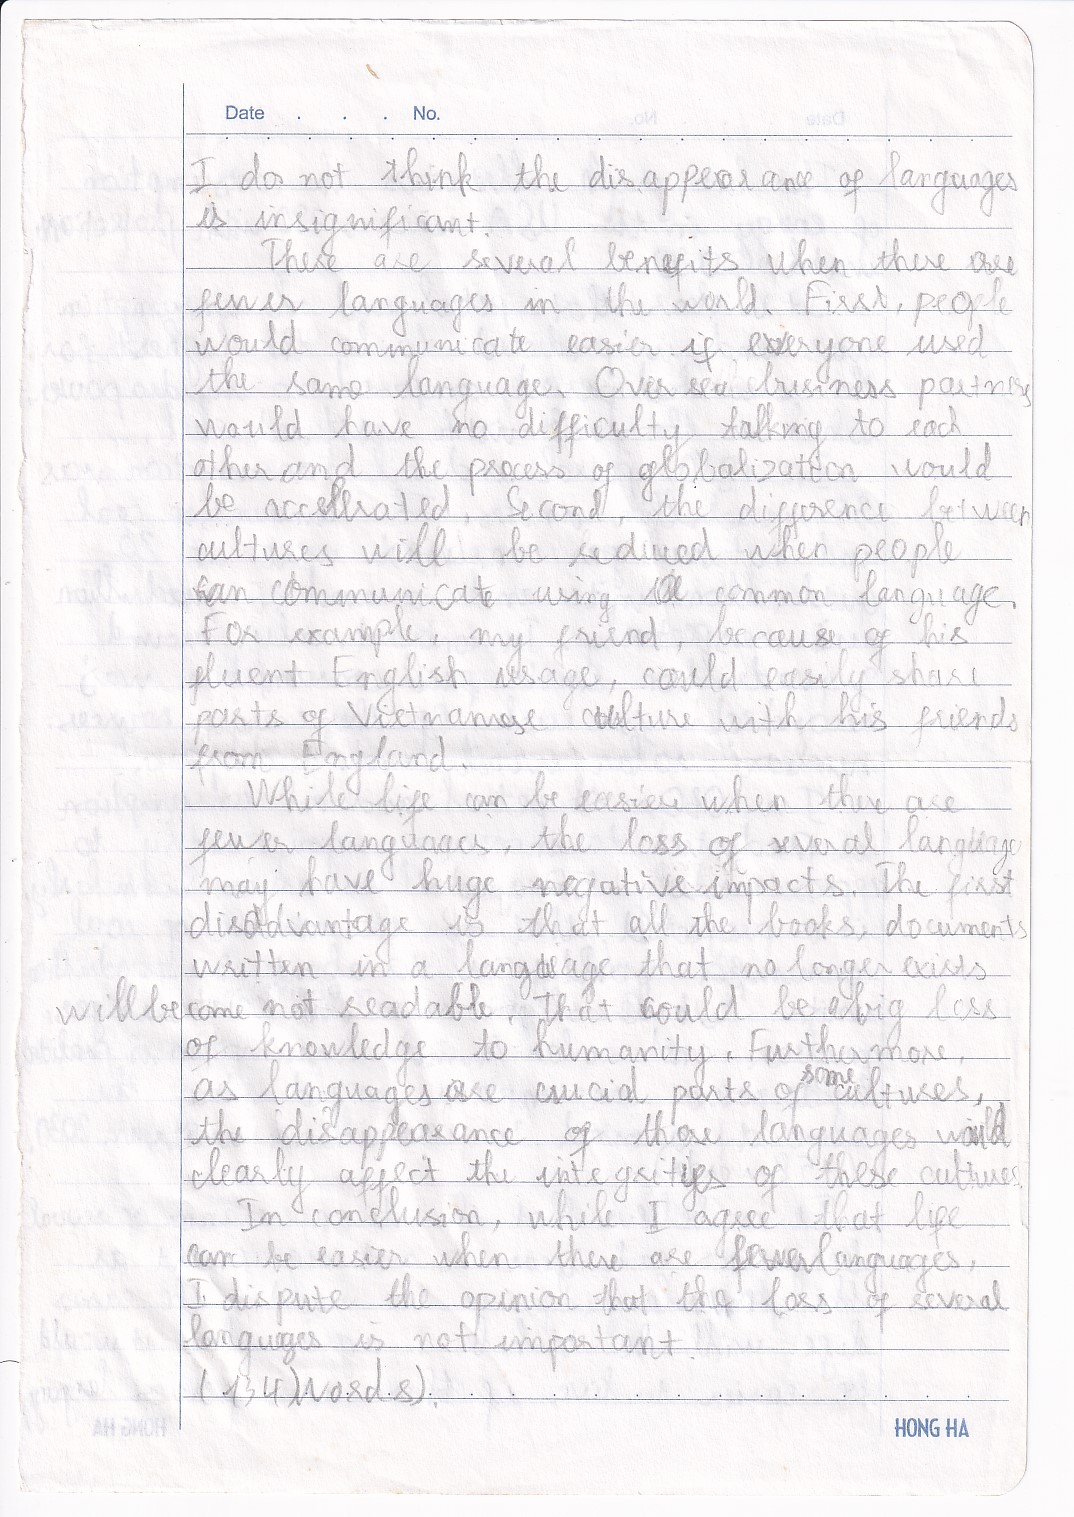 Date . . . No.
I do not think the disappearance of languages
is insignificant.
There are several benefits when there are
fewer languages in the world. First, people
would communicate easier if everyone used
the same language. Oversea business partners
would have no difficulty talking to each
other and the process of globalization would
be accelerated. Second, the difference between
cultures will be reduced when people
can communicate using a common language.
For example, my friend, because of his
fluent English usage, could easily share
parts of Vietnamese culture with his friends
from England.
While life can be easier when there are
fewer languages, the loss of several language
may have huge negative impacts. The first
disadvantage is that all the books, documents
written in a language that no longer exists
will become not readable. That could be a big loss
of knowledge to humanity. Furthermore,
as languages are crucial parts of some cultures,
the disappearance of those languages would
clearly affect the integrities of these cultures.
In conclusion, while I agree that life
can be easier when there are fewer languages,
I dispute the opinion that the loss of several
languages is not important.
words).
HONG HA